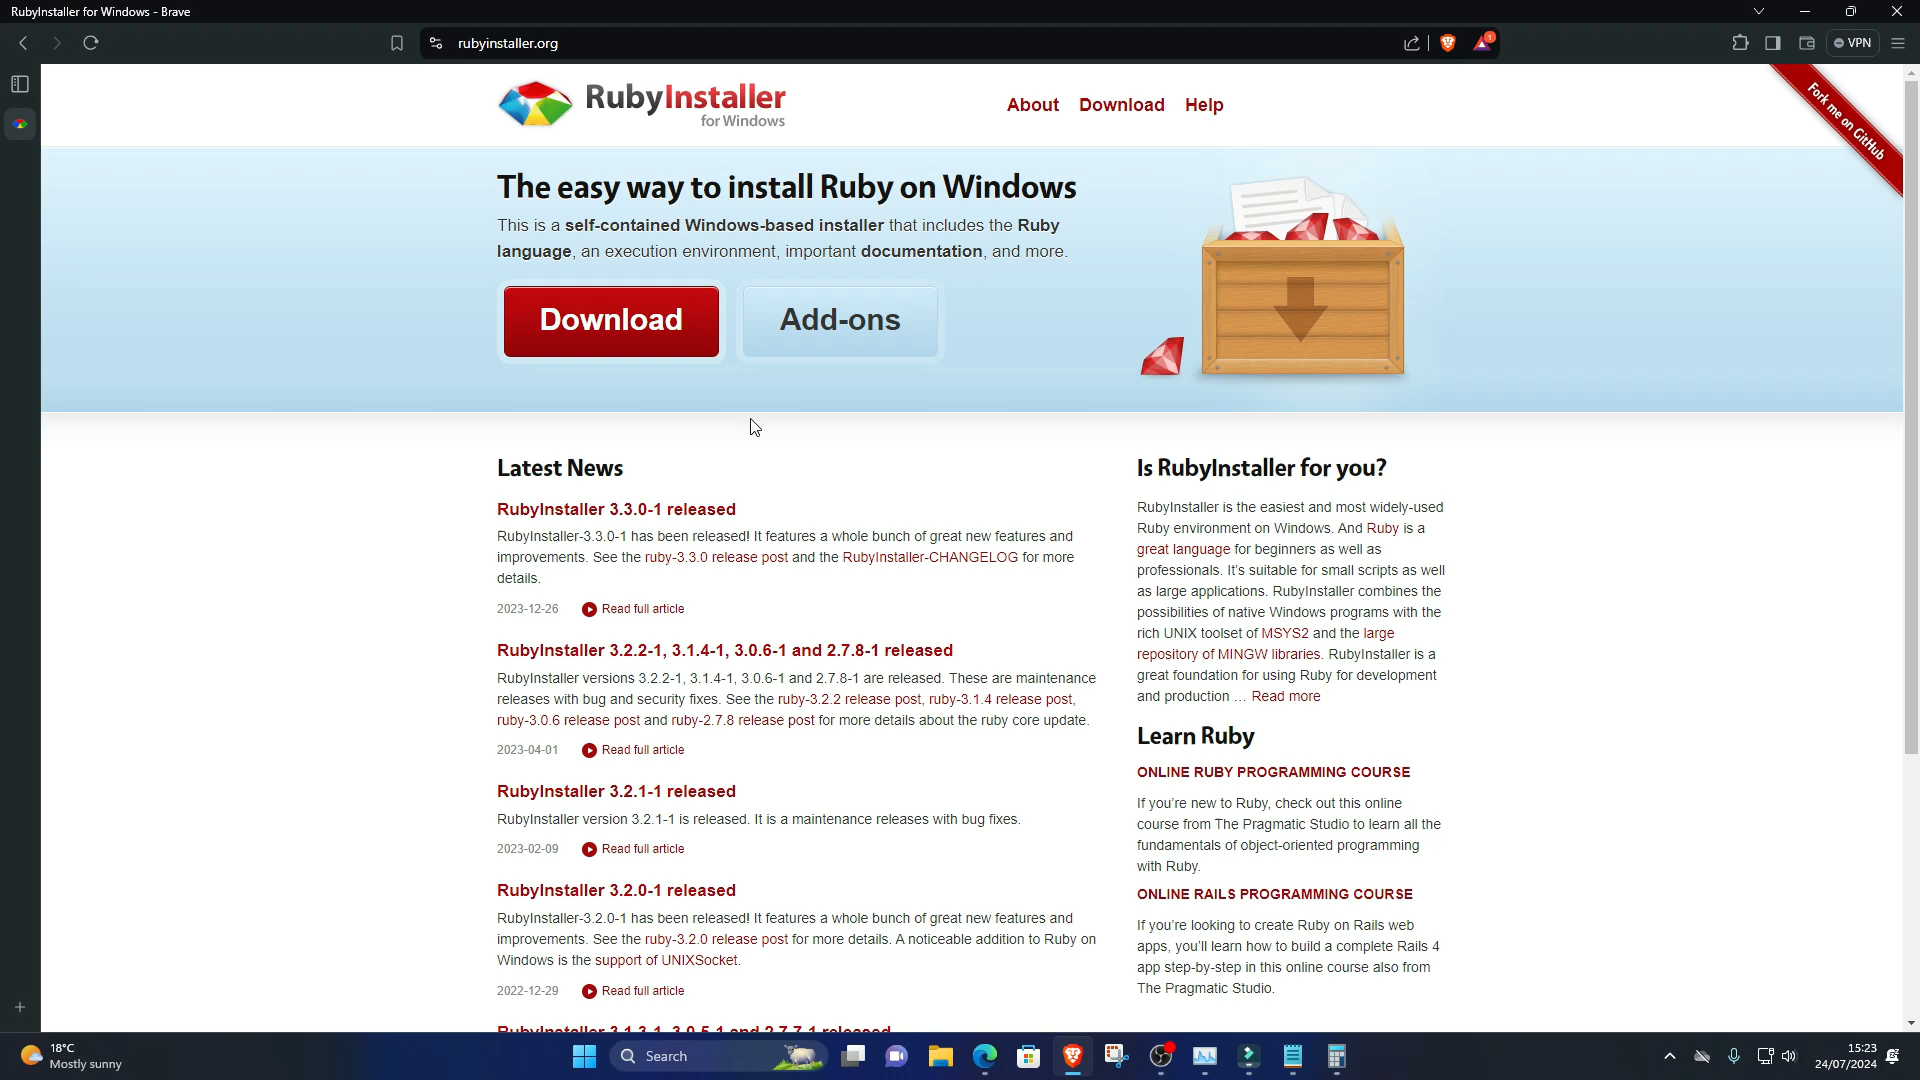 RubyInstaller for Windows - Brave
rubyinstaller.org
1
VPN
RubyInstaller
for Windows
About Download Help
Fork me on GitHub
The easy way to install Ruby on Windows
This is a self-contained Windows-based installer that includes the Ruby
language, an execution environment, important documentation, and more.
Download
Add-ons
Latest News
RubyInstaller 3.3.0-1 released
RubyInstaller-3.3.0-1 has been released! It features a whole bunch of great new features and
improvements. See the ruby-3.3.0 release post and the RubyInstaller-CHANGELOG for more
details.
2023-12-26 Read full article
RubyInstaller 3.2.2-1, 3.1.4-1, 3.0.6-1 and 2.7.8-1 released
RubyInstaller versions 3.2.2-1, 3.1.4-1, 3.0.6-1 and 2.7.8-1 are released. These are maintenance
releases with bug and security fixes. See the ruby-3.2.2 release post, ruby-3.1.4 release post,
ruby-3.0.6 release post and ruby-2.7.8 release post for more details about the ruby core update.
2023-04-01 Read full article
RubyInstaller 3.2.1-1 released
RubyInstaller version 3.2.1-1 is released. It is a maintenance releases with bug fixes.
2023-02-09 Read full article
RubyInstaller 3.2.0-1 released
RubyInstaller-3.2.0-1 has been released! It features a whole bunch of great new features and
improvements. See the ruby-3.2.0 release post for more details. A noticeable addition to Ruby on
Windows is the support of UNIXSocket.
2022-12-29 Read full article
RubyInstaller 3.1.3-1, 3.0.5-1 and 2.7.7-1 released
Is RubyInstaller for you?
RubyInstaller is the easiest and most widely-used
Ruby environment on Windows. And Ruby is a
great language for beginners as well as
professionals. It's suitable for small scripts as well
as large applications. RubyInstaller combines the
possibilities of native Windows programs with the
rich UNIX toolset of MSYS2 and the large
repository of MINGW libraries. RubyInstaller is a
great foundation for using Ruby for development
and production … Read more
Learn Ruby
ONLINE RUBY PROGRAMMING COURSE
If you're new to Ruby, check out this online
course from The Pragmatic Studio to learn all the
fundamentals of object-oriented programming
with Ruby.
ONLINE RAILS PROGRAMMING COURSE
If you're looking to create Ruby on Rails web
apps, you'll learn how to build a complete Rails 4
app step-by-step in this online course also from
The Pragmatic Studio.
18°C
Mostly sunny
Search
15:23
24/07/2024